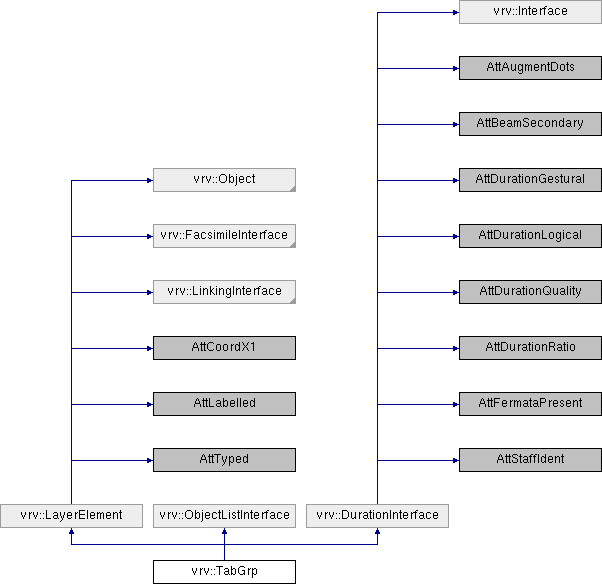 vrv::Interface
AttAugmentDots
AttBeamSecondary
vrv::Object
AttDurationGestural
vrv::FacsimileInterface
AttDurationLogical
vrv::LinkingInterface
AttDurationQuality
AttCoordX1
AttDurationRatio
AttLabelled
AttFermataPresent
AttTyped
AttStaffIdent
vrv::LayerElement
vrv::ObjectListInterface
vrv::DurationInterface
vrv::TabGrp